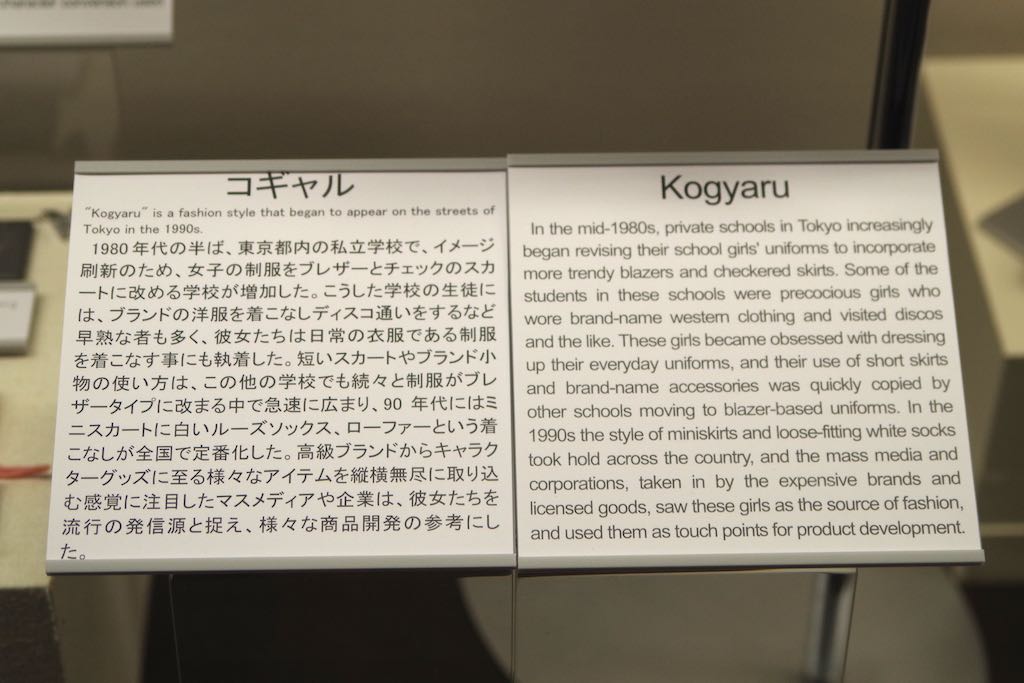 コギャル
"Kogyaru" is a fashion style that began to appear on the streets of
Tokyo in the 1990s.
1980年代の半ば、東京都内の私立学校で、イメージ
刷新のため、女子の制服をブレザーとチェックのスカ
ートに改める学校が増加した。こうした学校の生徒に
は、ブランドの洋服を着こなしディスコ通いをするなど
早熟な者も多く、彼女たちは日常の衣服である制服
を着こなす事にも執着した。短いスカートやブランド小
物の使い方は、この他の学校でも続々と制服がブレ
ザータイプに改まる中で急速に広まり、90年代にはミ
ニスカートに白いルーズソックス、ローファーという着
こなしが全国で定番化した。高級ブランドからキャラク
ターグッズに至る様々なアイテムを縦横無尽に取り込
む感覚に注目したマスメディアや企業は、彼女たちを
流行の発信源と捉え、様々な商品開発の参考にし
た。
Kogyaru
In the mid-1980s, private schools in Tokyo increasingly
began revising their school girls' uniforms to incorporate
more trendy blazers and checkered skirts. Some of the
students in these schools were precocious girls who
wore brand-name western clothing and visited discos
and the like. These girls became obsessed with dressing
up their everyday uniforms, and their use of short skirts
and brand-name accessories was quickly copied by
other schools moving to blazer-based uniforms. In the
1990s the style of miniskirts and loose-fitting white socks
took hold across the country, and the mass media and
corporations, taken in by the expensive brands and
licensed goods, saw these girls as the source of fashion,
and used them as touch points for product development.